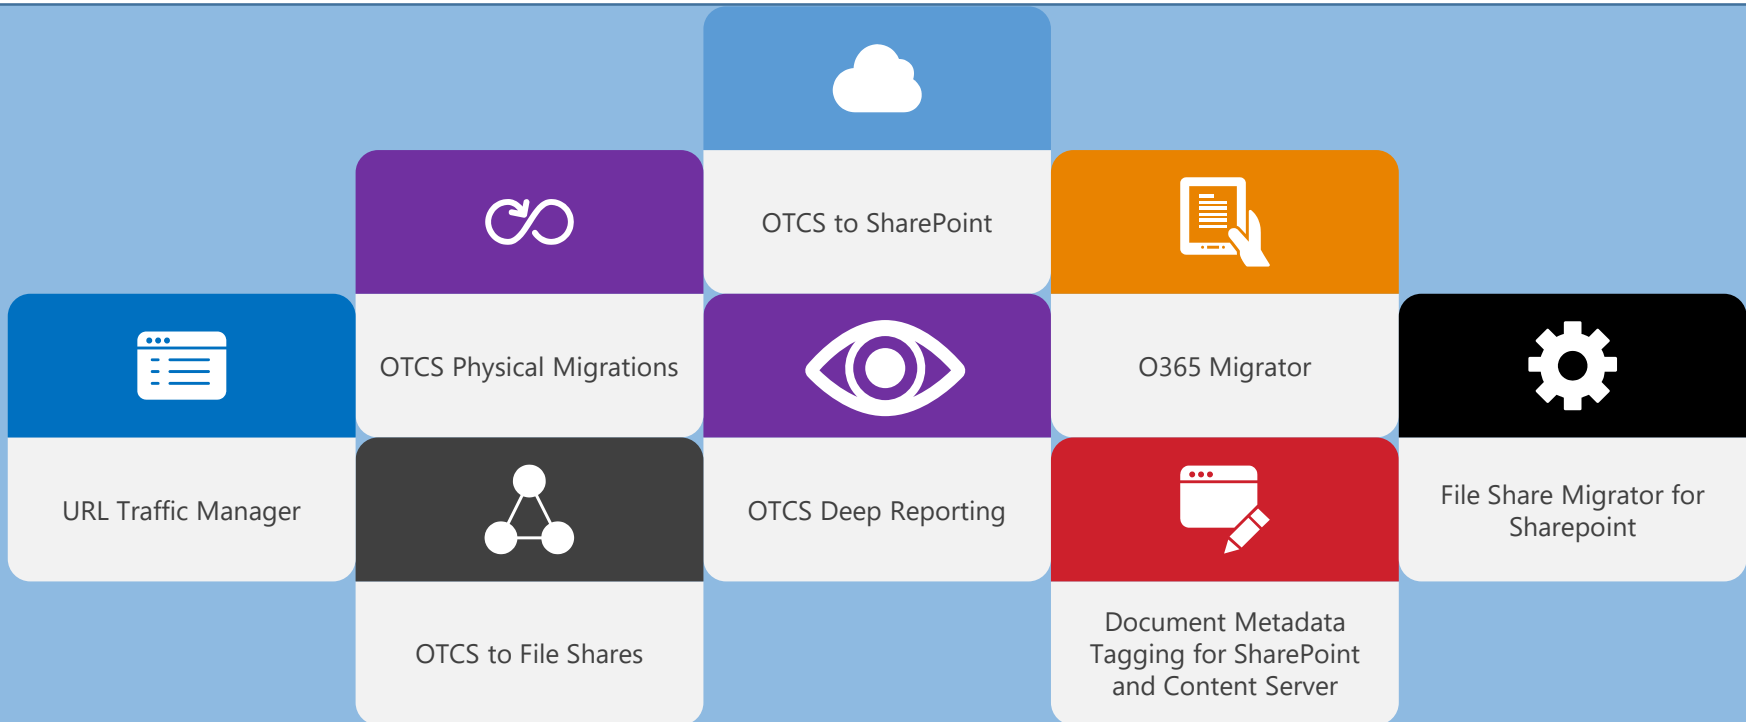 OTCS to SharePoint
OTCS Physical Migrations
O365 Migrator
URL Traffic Manager
OTCS Deep Reporting
File Share Migrator for
Sharepoint
OTCS to File Shares
Document Metadata
Tagging for SharePoint
and Content Server